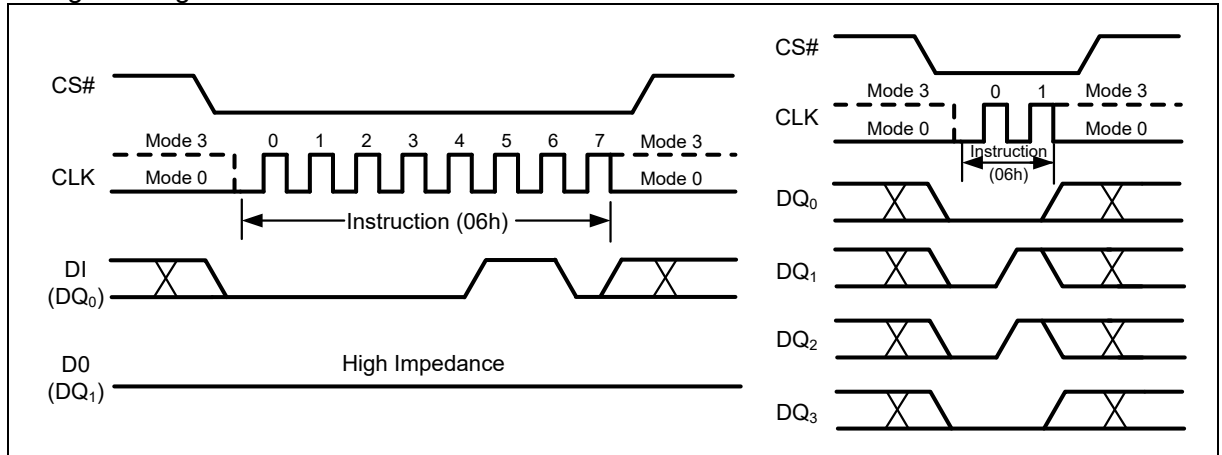 CS#
Mode 3 0 1 2 3 4 5 6 7 Mode 3
CLK
Mode 0 Mode 0
Instruction (06h)
DI
(DQ0)
D0
(DQ1)
High Impedance
CS#
Mode 3 0 1 Mode 3
CLK
Mode 0 Mode 0
Instruction
(06h)
DQ0
DQ1
DQ2
DQ3